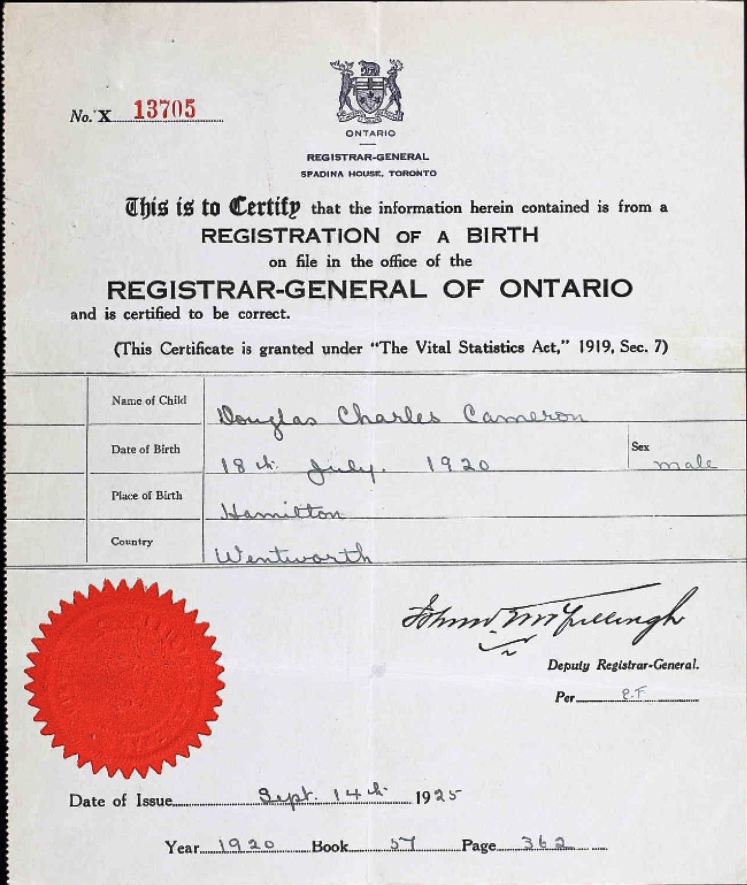 No. X 13705
ONTARIO
REGISTRAR-GENERAL
SPADINA HOUSE, TORONTO
This is to Certify that the information herein contained is from a
REGISTRATION OF A BIRTH
on file in the office of the
REGISTRAR-GENERAL OF ONTARIO
and is certified to be correct.
(This Certificate is granted under "The Vital Statistics Act," 1919, Sec. 7)
Name of Child Douglas Charles Cameron
Date of Birth 18th July. 1920 Sex male
Place of Birth Hamilton
Country Wentworth
Deputy Registrar-General.
Per E.F
Date of Issue Sept. 14th 1925
Year 1920 Book 57 Page 362